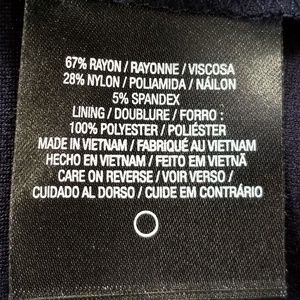 67% RAYON / RAYONNE / VISCOSA
28% NYLON / POLIAMIDA / NÁILON
5% SPANDEX
LINING / DOUBLURE / FORRO :
100% POLYESTER / POLIÉSTER
MADE IN VIETNAM / FABRIQUÉ AU VIETNAM
HECHO EN VIETNAM / FEITO EM VIETNÃ
CARE ON REVERSE / VOIR VERSO /
CUIDADO AL DORSO / CUIDE EM CONTRÁRIO